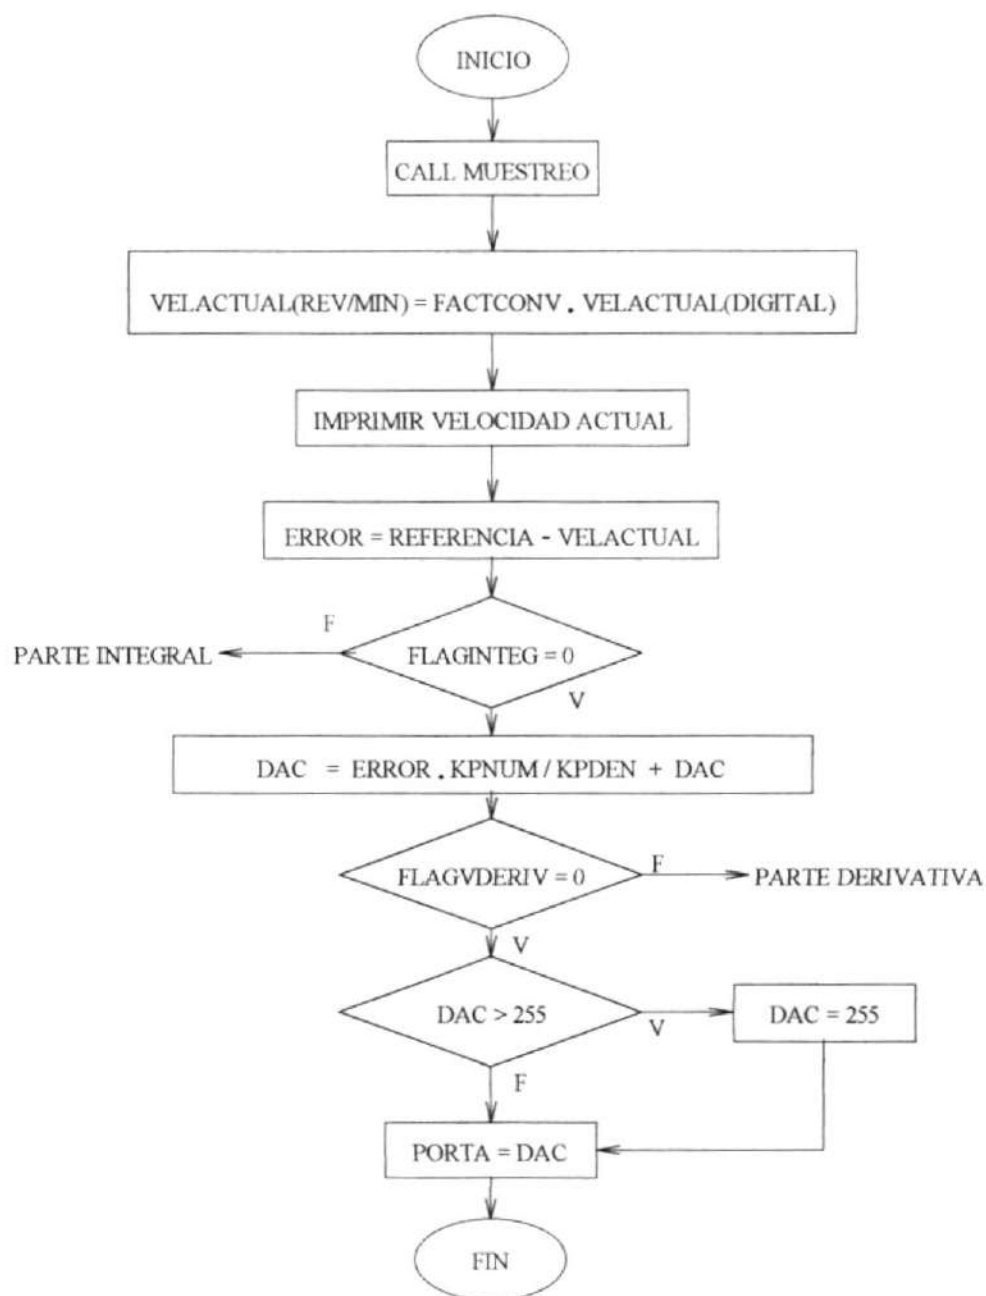 INICIO
CALL MUESTREO
VELACTUAL(REV/MIN) = FACTCONV . VELACTUAL(DIGITAL)
IMPRIMIR VELOCIDAD ACTUAL
ERROR = REFERENCIA - VELACTUAL
F
PARTE INTEGRAL
FLAGINTEG = 0
V
DAC = ERROR . KPNUM / KPDEN + DAC
FLAGVDERIV = 0
F
PARTE DERIVATIVA
V
DAC > 255
V
DAC = 255
F
PORTA = DAC
FIN